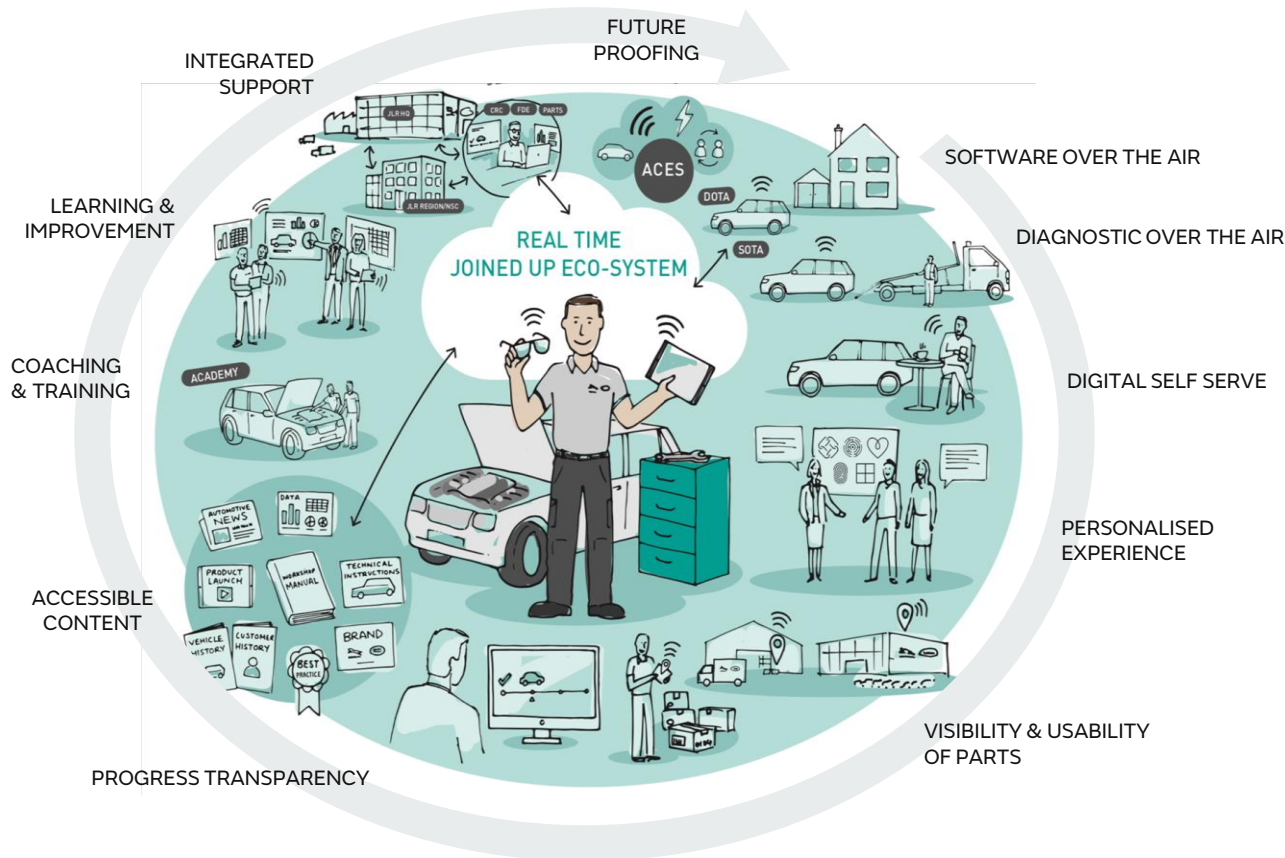 FUTURE
PROOFING
INTEGRATED
SUPPORT
JLR HQ
CRC
FDE
PARTS
JLR REGION/NSC
ACES
DOTA
SOTA
SOFTWARE OVER THE AIR
LEARNING &
IMPROVEMENT
REAL TIME
JOINED UP ECO-SYSTEM
DIAGNOSTIC OVER THE AIR
COACHING
& TRAINING
ACADEMY
DIGITAL SELF SERVE
PERSONALISED
EXPERIENCE
ACCESSIBLE
CONTENT
AUTOMOTIVE
NEWS
DATA
PRODUCT
LAUNCH
WORKSHOP
MANUAL
TECHNICAL
INSTRUCTIONS
VEHICLE
HISTORY
CUSTOMER
HISTORY
BRAND
BEST
PRACTICE
VISIBILITY & USABILITY
OF PARTS
PROGRESS TRANSPARENCY